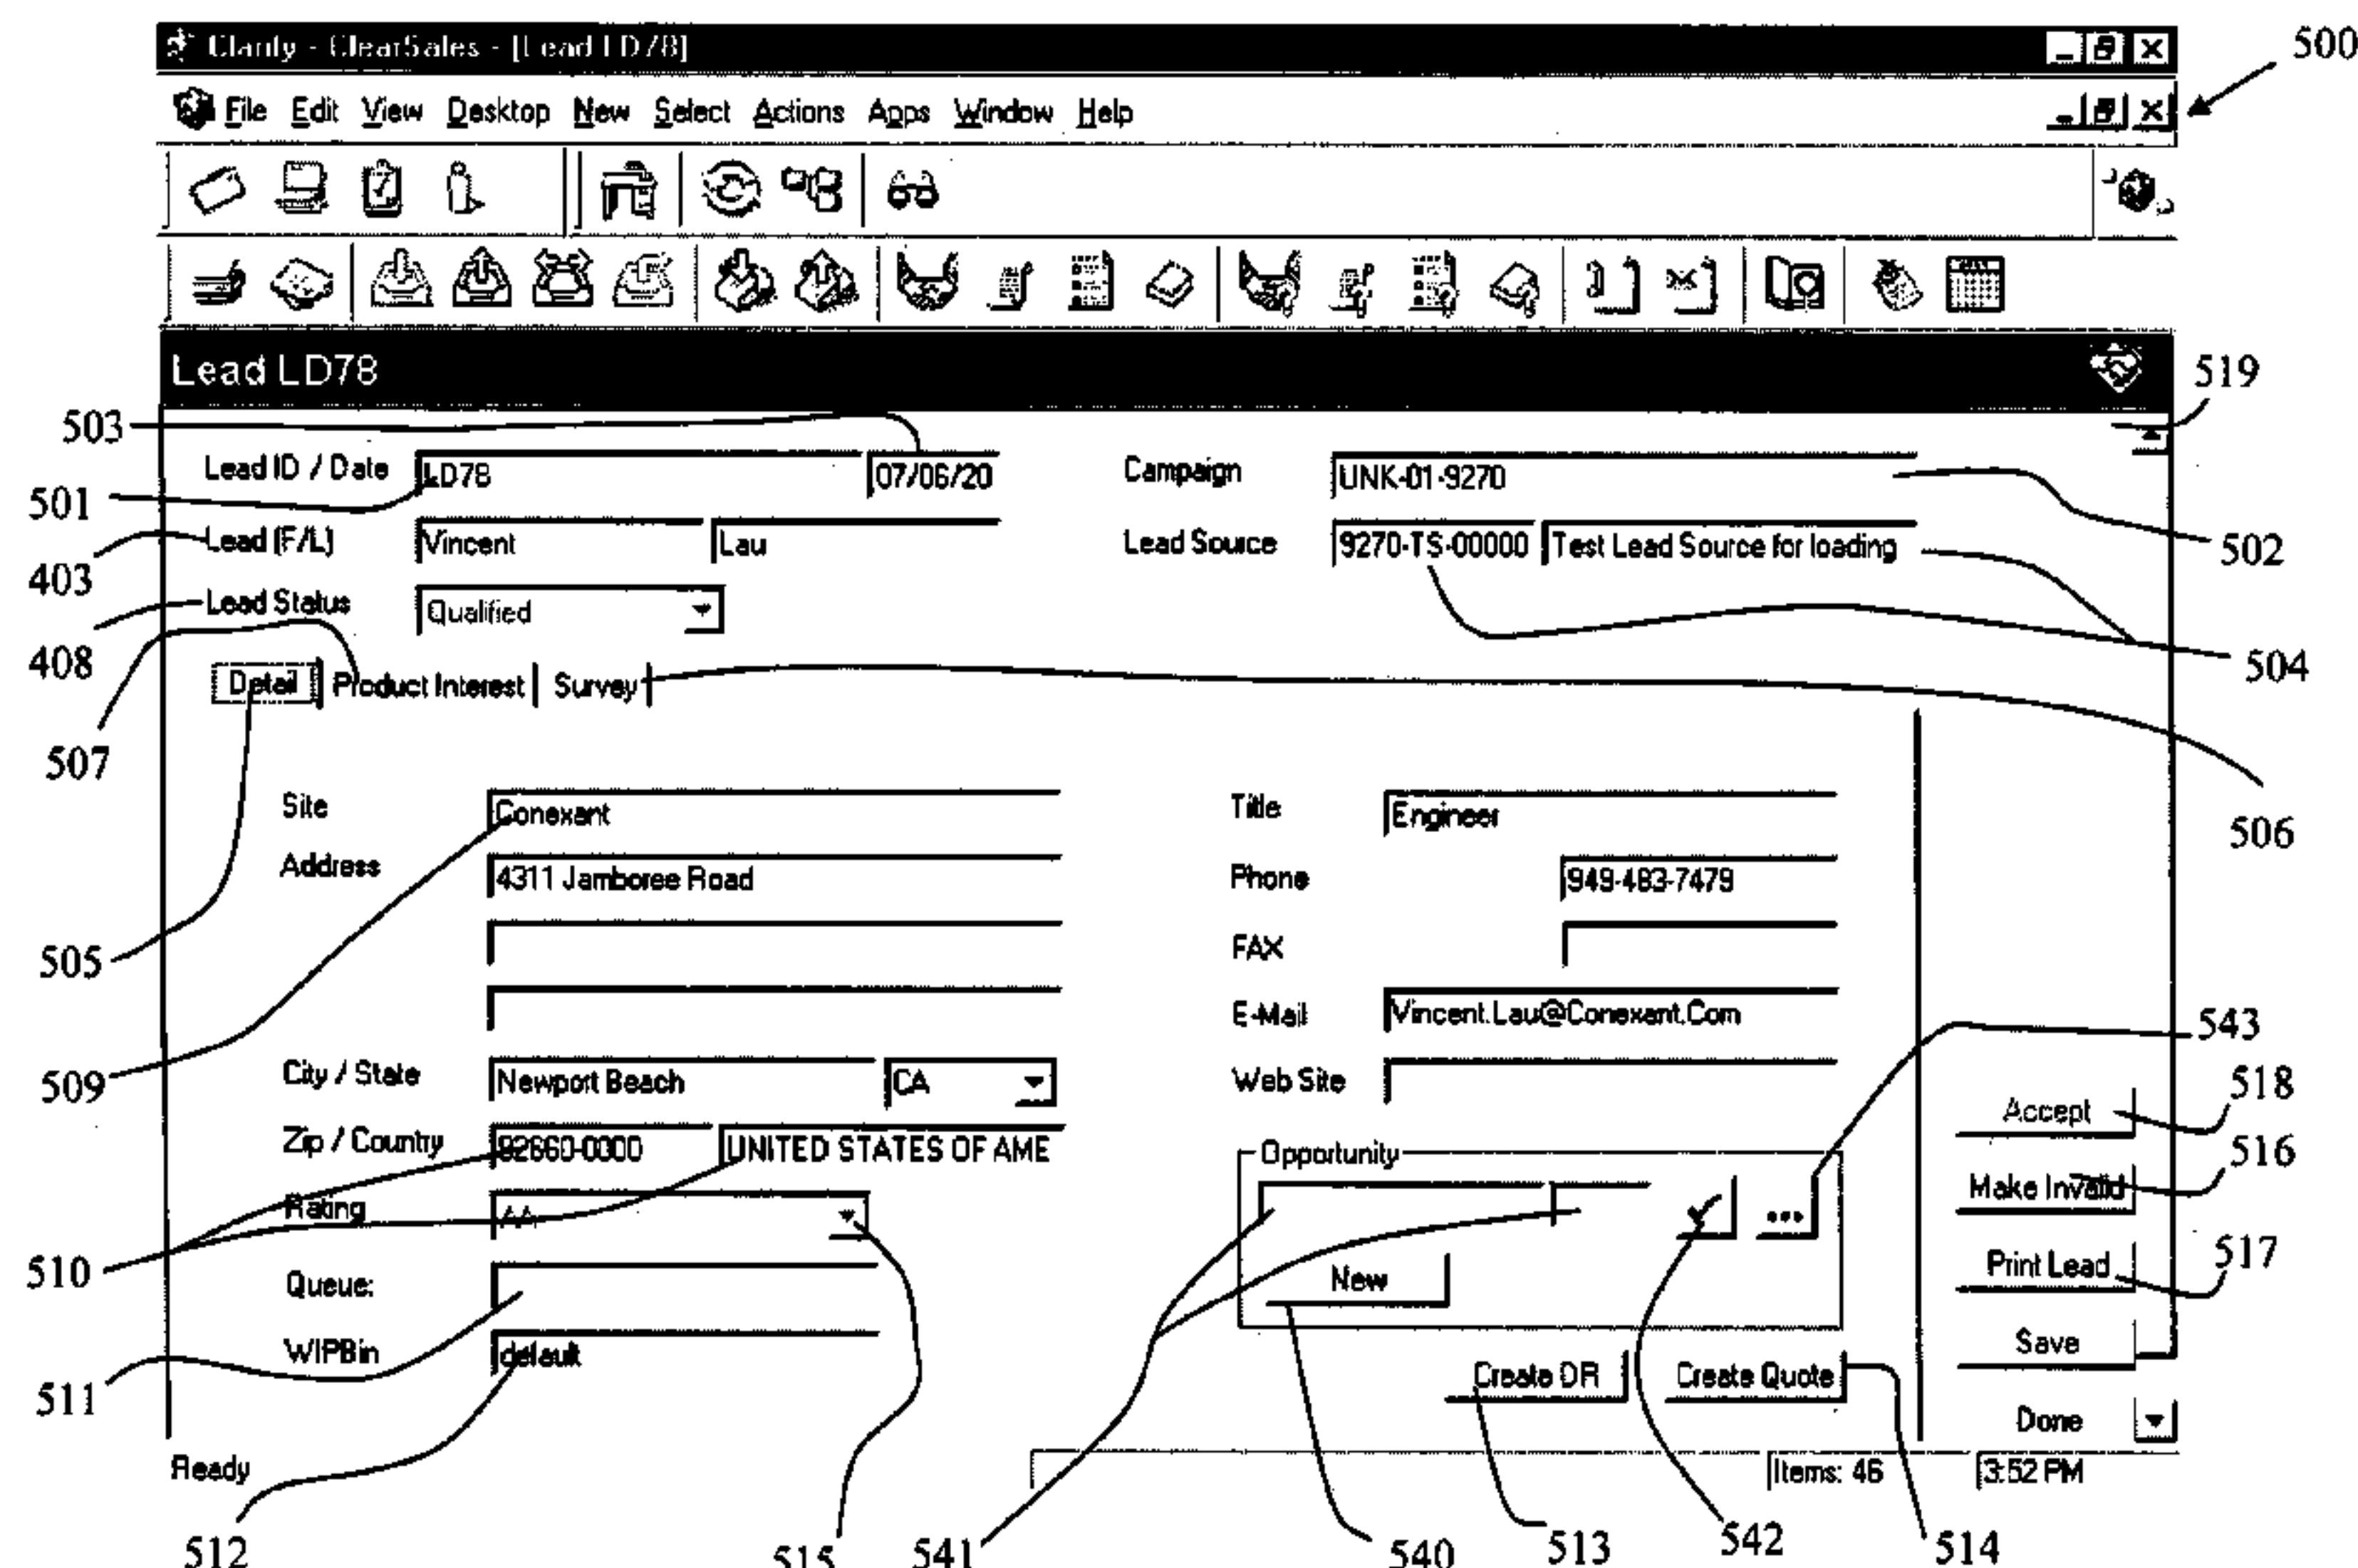 Clarify - ClearSales - [Lead LD78]
500
File Edit View Desktop New Select Actions Apps Window Help
Lead LD78
519
503
Lead ID / Date LD78 07/06/20 Campaign UNK-01-9270
501
Lead (F/L) Vincent Lau Lead Source 9270-TS-00000 Test Lead Source for loading
502
403
Lead Status Qualified
408
504
Detail Product Interest Survey
507
Site Conexant Title Engineer
506
Address 4311 Jamboree Road Phone 949-483-7479
505
FAX
E-Mail Vincent.Lau@Conexant.Com
543
City / State Newport Beach CA Web Site
509
518
Accept
Zip / Country 92660-0000 UNITED STATES OF AME
Opportunity
516
Make Invalid
Rating AA
510
New
Print Lead
517
Queue:
Save
WIPBin default
511
Create DR Create Quote
Done
Ready Items: 46 3:52 PM
512 515 541 540 513 542 514